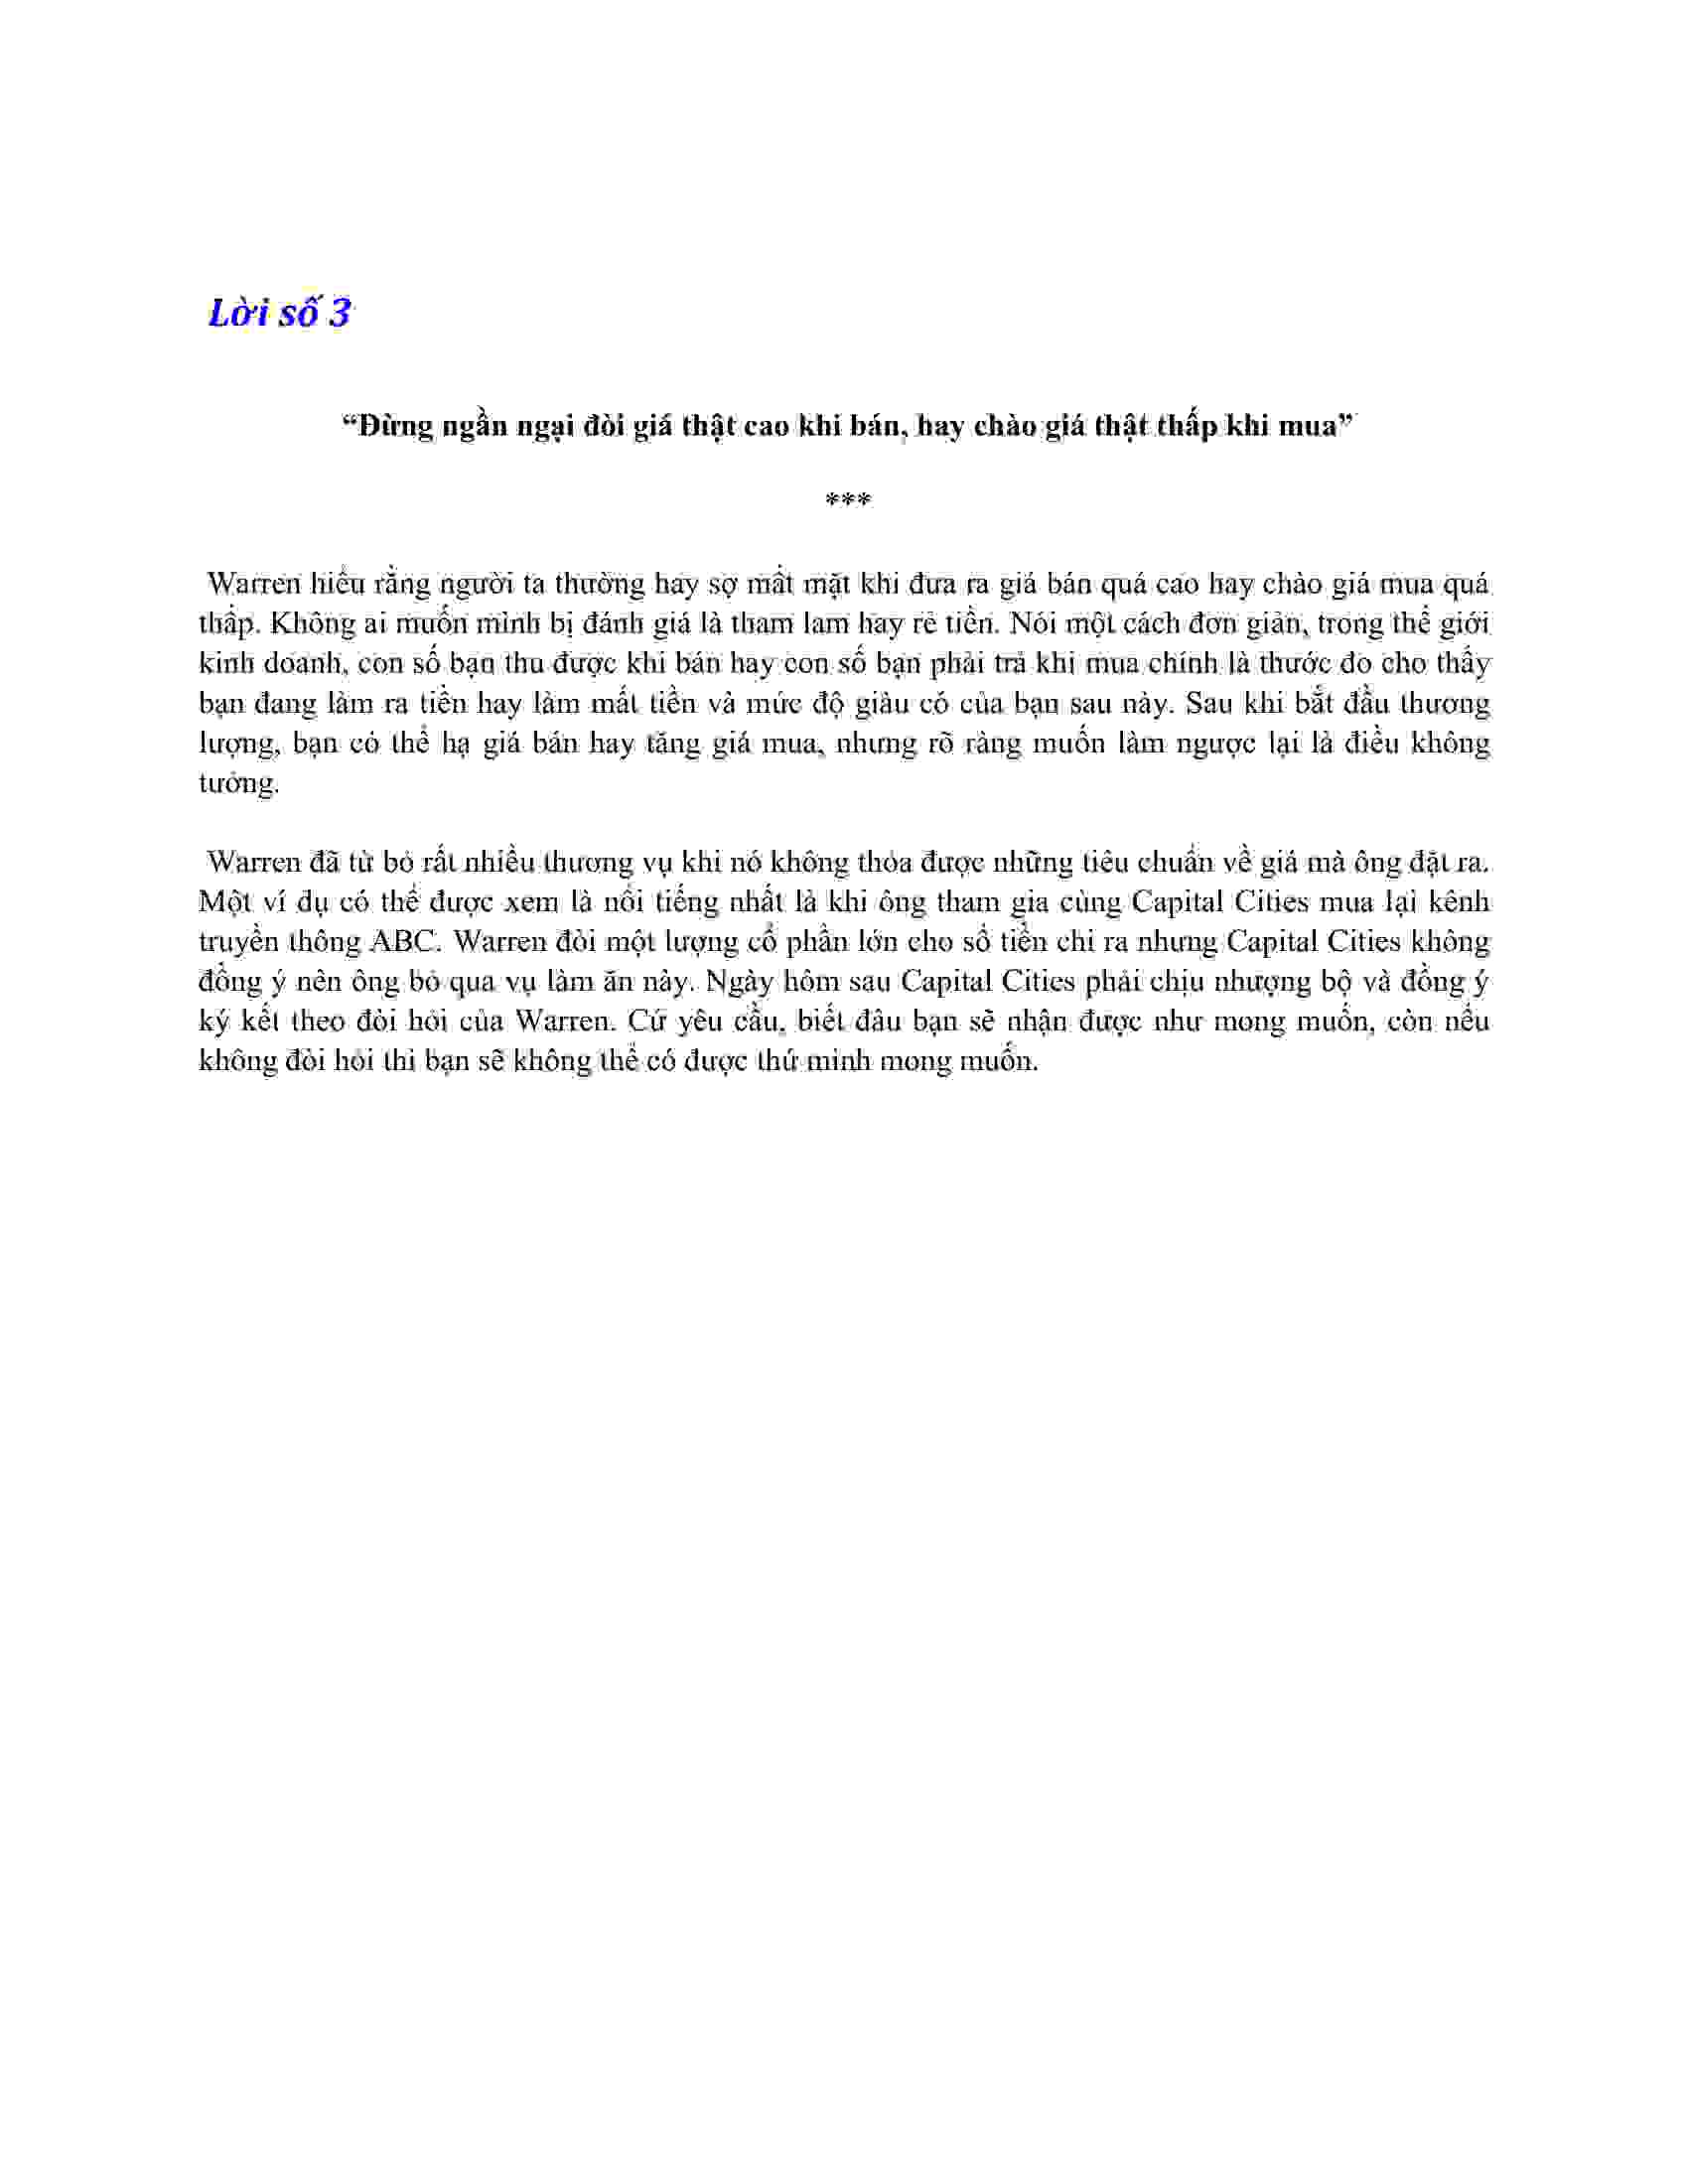 Lời số 3
“Đừng ngần ngại đòi giá thật cao khi bán, hay chào giá thật thấp khi mua”
***
Warren hiểu rằng người ta thường hay sợ mất mặt khi đưa ra giá bán quá cao hay chào giá mua quá
thấp. Không ai muốn mình bị đánh giá là tham lam hay rẻ tiền. Nói một cách đơn giản, trong thế giới
kinh doanh, con số bạn thu được khi bán hay con số bạn phải trả khi mua chính là thước đo cho thấy
bạn đang làm ra tiền hay làm mất tiền và mức độ giàu có của bạn sau này. Sau khi bắt đầu thương
lượng, bạn có thể hạ giá bán hay tăng giá mua, nhưng rõ ràng muốn làm ngược lại là điều không
tưởng.
Warren đã từ bỏ rất nhiều thương vụ khi nó không thỏa được những tiêu chuẩn về giá mà ông đặt ra.
Một ví dụ có thể được xem là nổi tiếng nhất là khi ông tham gia cùng Capital Cities mua lại kênh
truyền thông ABC. Warren đòi một lượng cổ phần lớn cho số tiền chi ra nhưng Capital Cities không
đồng ý nên ông bỏ qua vụ làm ăn này. Ngày hôm sau Capital Cities phải chịu nhượng bộ và đồng ý
ký kết theo đòi hỏi của Warren. Cứ yêu cầu, biết đâu bạn sẽ nhận được như mong muốn, còn nếu
không đòi hỏi thì bạn sẽ không thể có được thứ mình mong muốn.